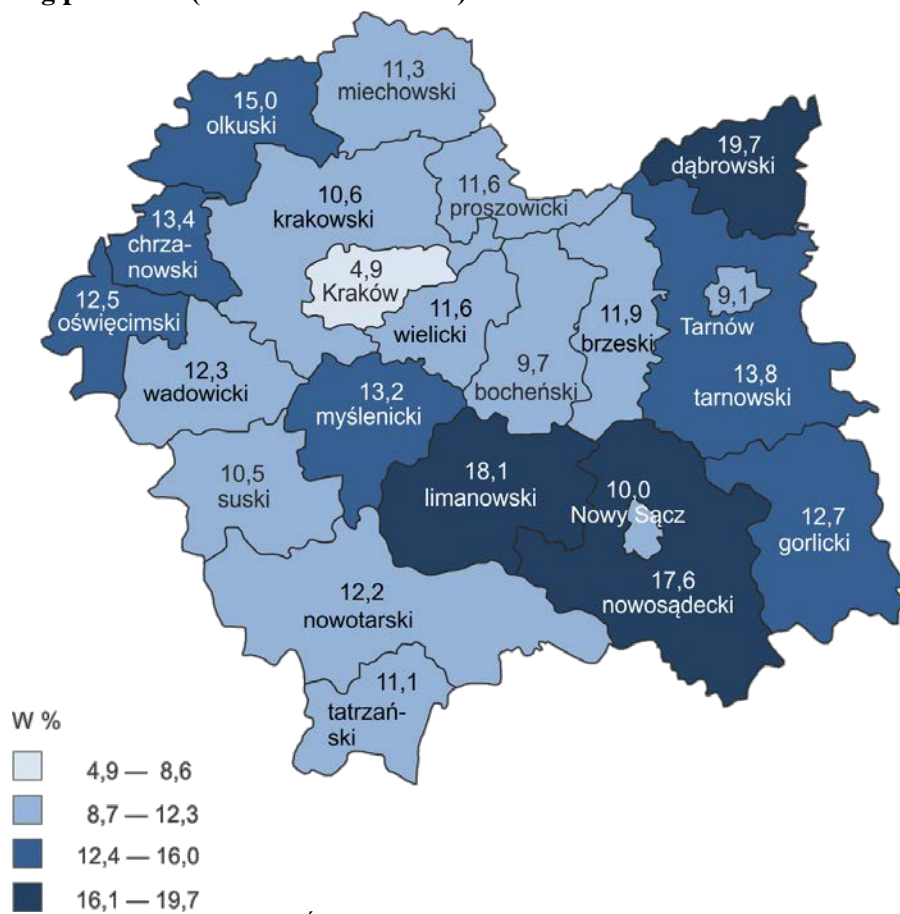 11,3
miechowski
15,0
olkuski
19,7
dąbrowski
11,6
proszowicki
10,6
krakowski
13,4
chrza-
nowski
4,9
Kraków
9,1
Tarnów
12,5
oświęcimski
11,6
wielicki
11,9
brzeski
12,3
wadowicki
9,7
bocheński
13,8
tarnowski
13,2
myślenicki
10,5
suski
18,1
limanowski
10,0
Nowy Sącz
12,7
gorlicki
17,6
nowosądecki
12,2
nowotarski
11,1
tatrzań-
ski
W %
4,9 — 8,6
8,7 — 12,3
12,4 — 16,0
16,1 — 19,7